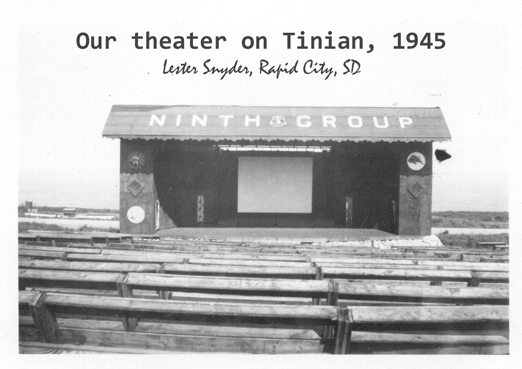 Our theater on Tinian, 1945
Lester Snyder, Rapid City, SD
NINTH GROUP